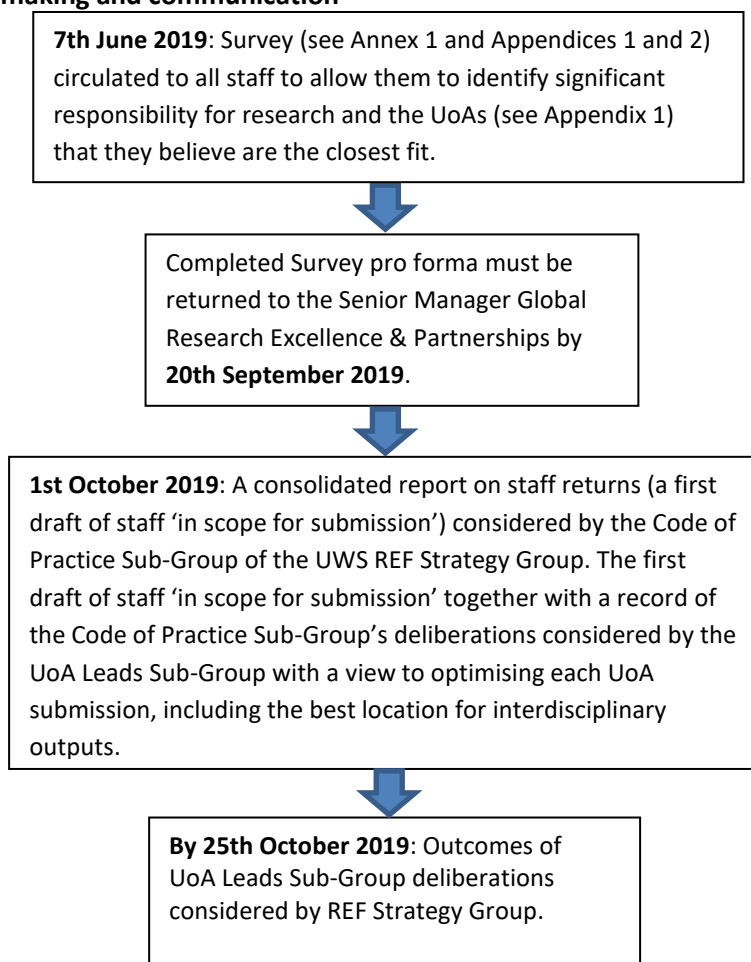 making and communication
7th June 2019: Survey (see Annex 1 and Appendices 1 and 2)
circulated to all staff to allow them to identify significant
responsibility for research and the UoAs (see Appendix 1)
that they believe are the closest fit.
Completed Survey pro forma must be
returned to the Senior Manager Global
Research Excellence & Partnerships by
20th September 2019.
1st October 2019: A consolidated report on staff returns (a first
draft of staff ‘in scope for submission’) considered by the Code of
Practice Sub-Group of the UWS REF Strategy Group. The first
draft of staff ‘in scope for submission’ together with a record of
the Code of Practice Sub-Group’s deliberations considered by the
UoA Leads Sub-Group with a view to optimising each UoA
submission, including the best location for interdisciplinary
outputs.
By 25th October 2019: Outcomes of
UoA Leads Sub-Group deliberations
considered by REF Strategy Group.